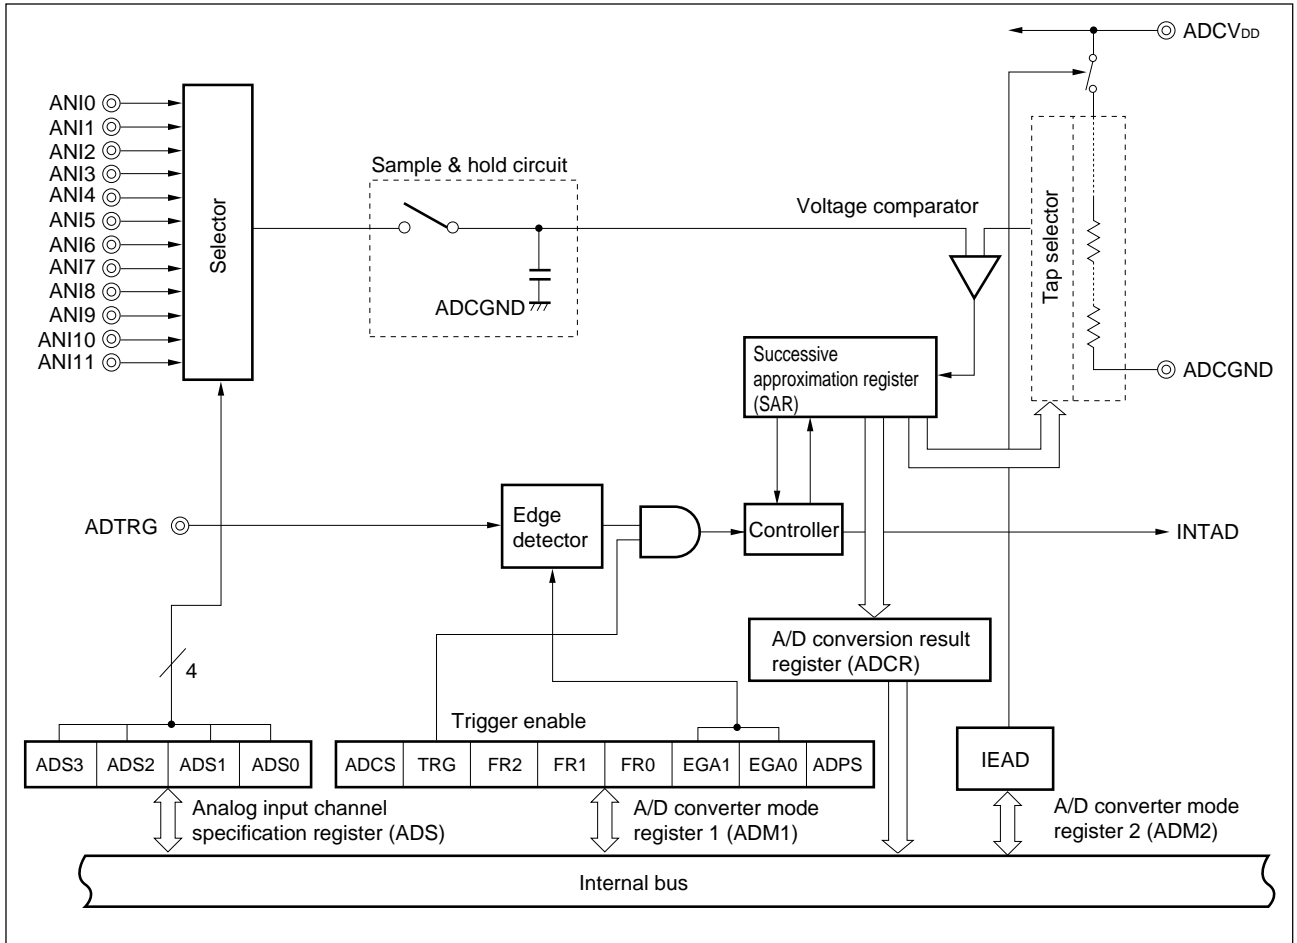 ADCVDD
ANI0
ANI1
ANI2
ANI3
ANI4
ANI5
ANI6
ANI7
ANI8
ANI9
ANI10
ANI11
Selector
Sample & hold circuit
ADCGND
Voltage comparator
Tap selector
ADCGND
Successive
approximation register
(SAR)
ADTRG
Edge
detector
Controller
INTAD
A/D conversion result
register (ADCR)
4
Trigger enable
ADS3 ADS2 ADS1 ADS0
ADCS TRG FR2 FR1 FR0 EGA1 EGA0 ADPS
IEAD
Analog input channel
specification register (ADS)
A/D converter mode
register 1 (ADM1)
A/D converter mode
register 2 (ADM2)
Internal bus